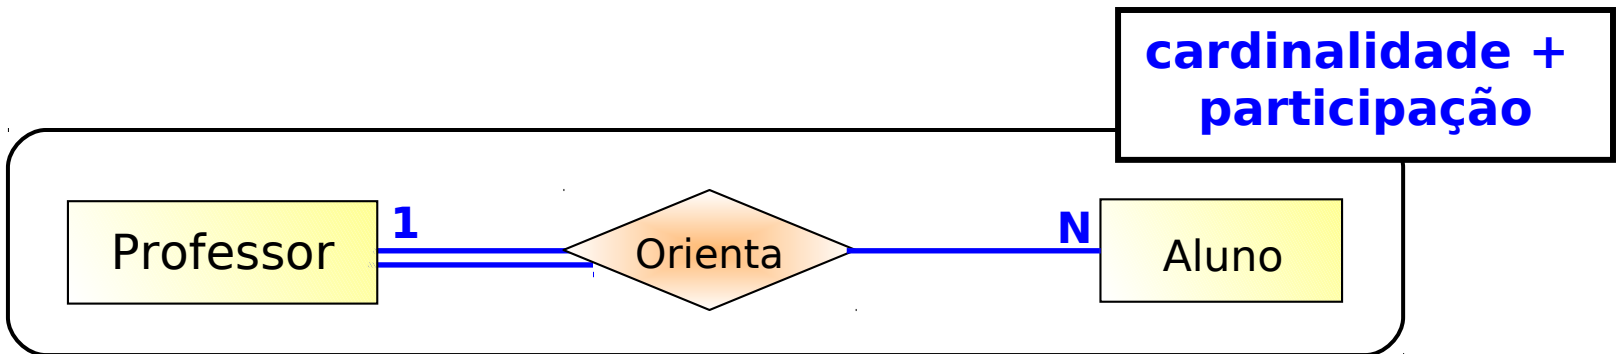 cardinalidade +
participação
Professor
1
Orienta
N
Aluno